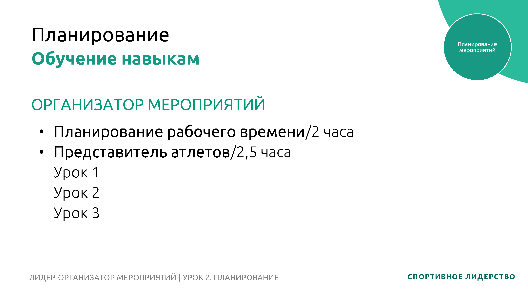 Планирование
Обучение навыкам
Планирование
мероприятий
ОРГАНИЗАТОР МЕРОПРИЯТИЙ
• Планирование рабочего времени/2 часа
• Представитель атлетов/2,5 часа
Урок 1
Урок 2
Урок 3
ЛИДЕР-ОРГАНИЗАТОР МЕРОПРИЯТИЙ | УРОК 2. ПЛАНИРОВАНИЕ
СПОРТИВНОЕ ЛИДЕРСТВО